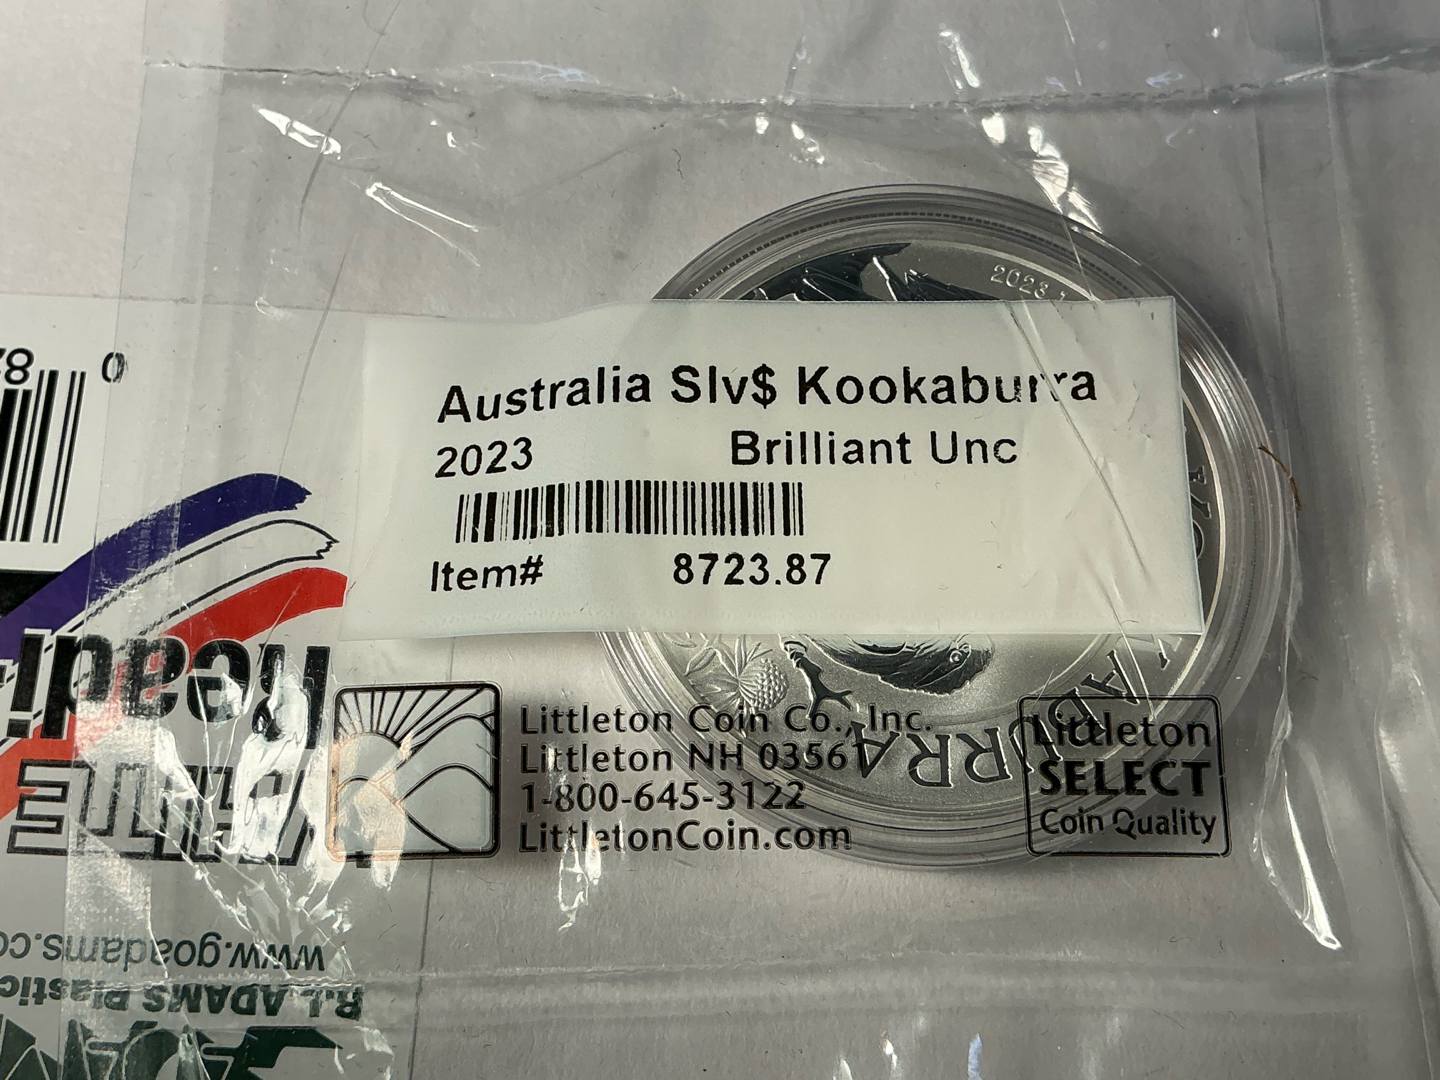 2023
Australia Slv$ Kookaburra
2023 Brilliant Unc
Item# 8723.87
Littleton Coin Co., Inc.
Littleton NH 03561
1-800-645-3122
LittletonCoin.com
Littleton
SELECT
Coin Quality
0
www.goadams.co
R.L. ADAMS Plastic